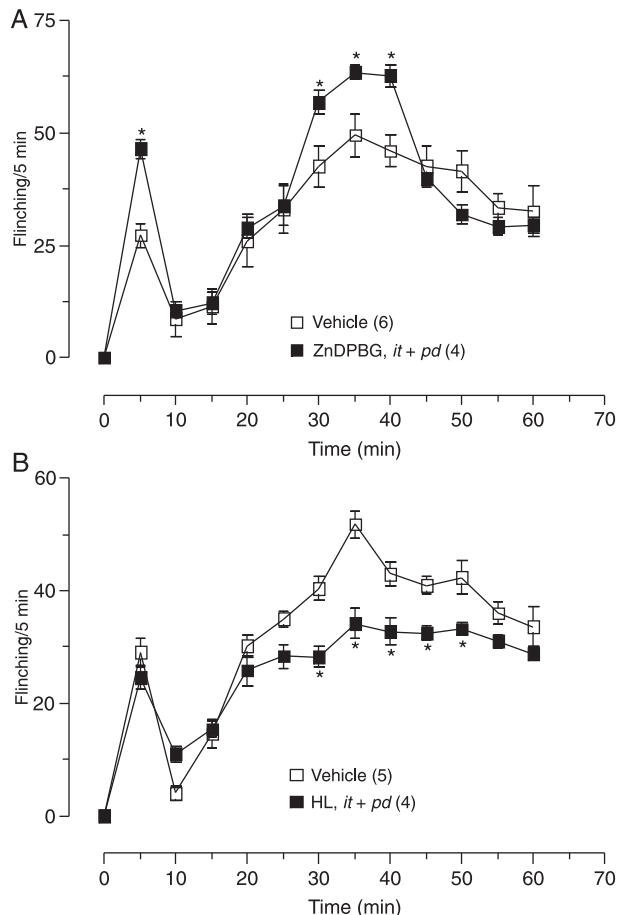 A
75
50
25
0
Flinching/5 min
*
* * *
Vehicle (6)
ZnDPBG, it + pd (4)
0 10 20 30 40 50 60 70
Time (min)
B
60
40
20
0
Flinching/5 min
* * * * *
Vehicle (5)
HL, it + pd (4)
0 10 20 30 40 50 60 70
Time (min)